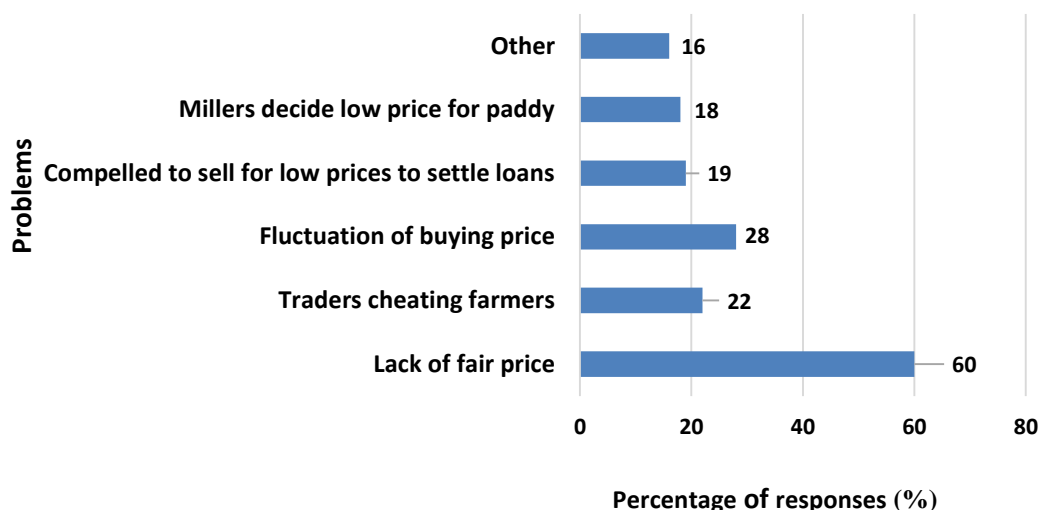 Problems
Other
16
Millers decide low price for paddy
18
Compelled to sell for low prices to settle loans
19
Fluctuation of buying price
28
Traders cheating farmers
22
Lack of fair price
60
0 20 40 60 80
Percentage of responses (%)